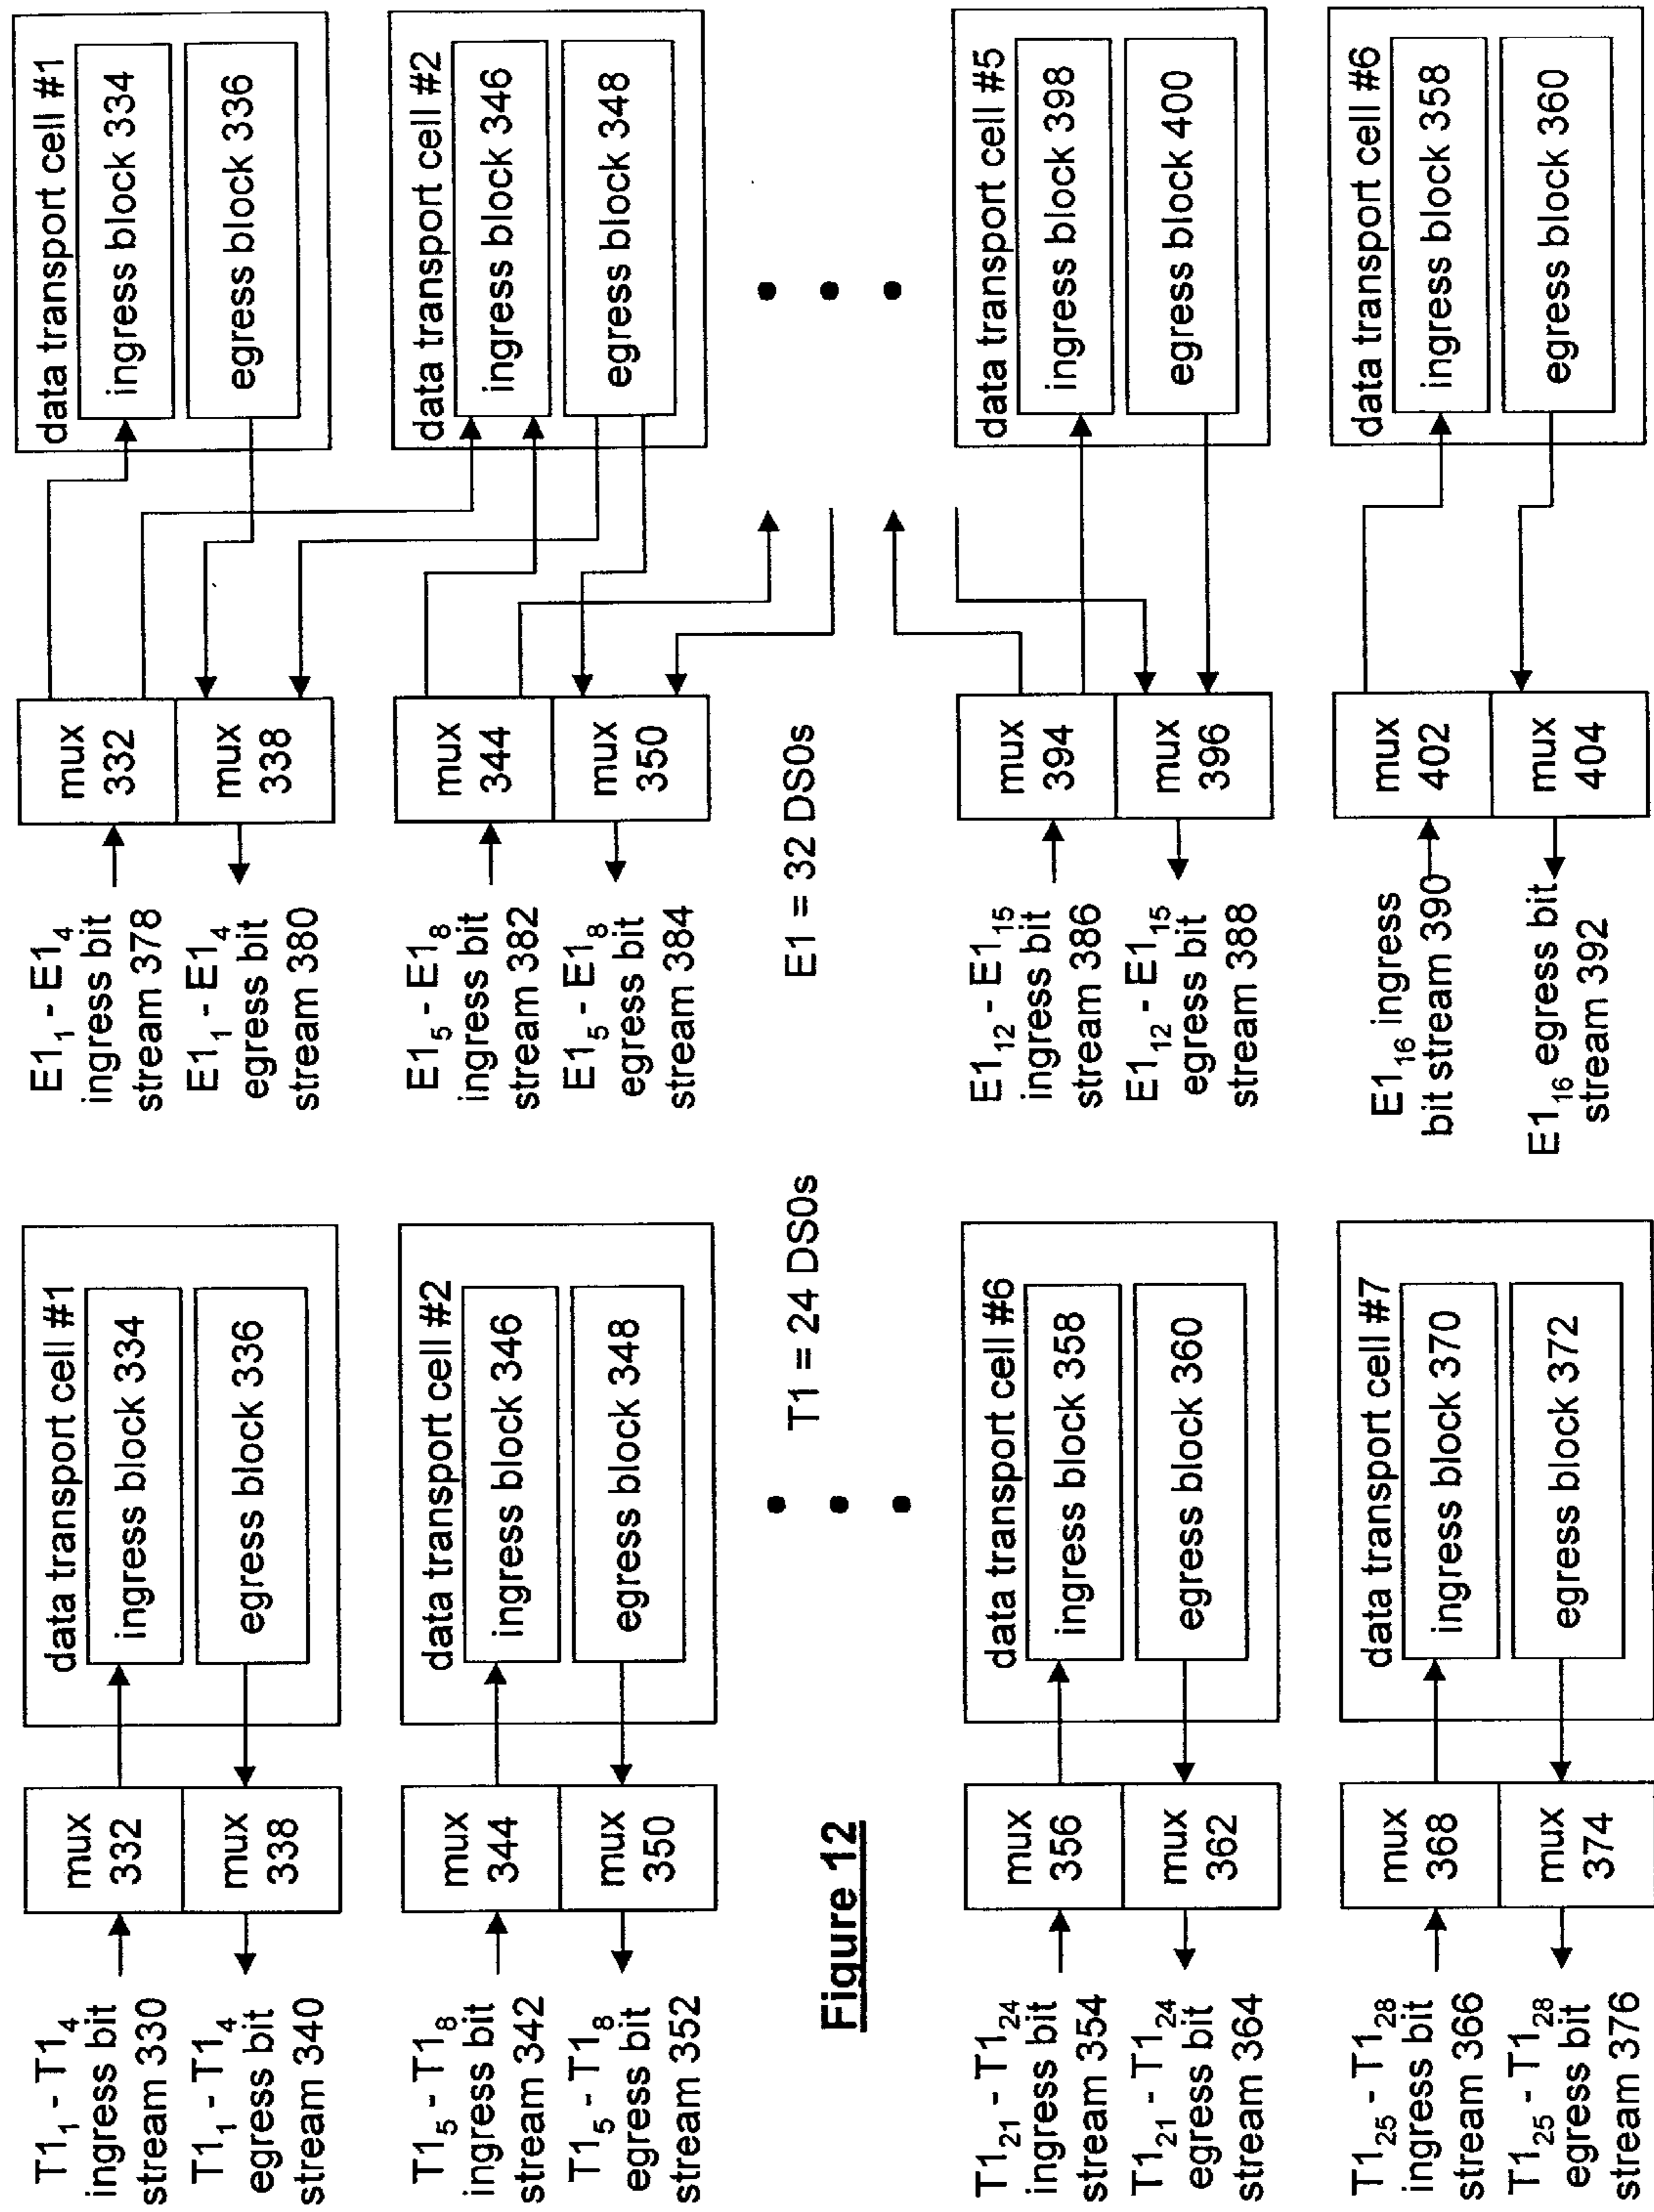 T1₁ - T1₄
ingress bit
stream 330
T1₁ - T1₄
egress bit
stream 340
mux
332
mux
338
data transport cell #1
ingress block 334
egress block 336
T1₅ - T1₈
ingress bit
stream 342
T1₅ - T1₈
egress bit
stream 352
mux
344
mux
350
data transport cell #2
ingress block 346
egress block 348
Figure 12
T1 = 24 DS0s
T1₂₁ - T1₂₄
ingress bit
stream 354
T1₂₁ - T1₂₄
egress bit
stream 364
mux
356
mux
362
data transport cell #6
ingress block 358
egress block 360
T1₂₅ - T1₂₈
ingress bit
stream 366
T1₂₅ - T1₂₈
egress bit
stream 376
mux
368
mux
374
data transport cell #7
ingress block 370
egress block 372
E1₁ - E1₄
ingress bit
stream 378
E1₁ - E1₄
egress bit
stream 380
mux
332
mux
338
data transport cell #1
ingress block 334
egress block 336
E1₅ - E1₈
ingress bit
stream 382
E1₅ - E1₈
egress bit
stream 384
mux
344
mux
350
data transport cell #2
ingress block 346
egress block 348
E1 = 32 DS0s
E1₁₂ - E1₁₅
ingress bit
stream 386
E1₁₂ - E1₁₅
egress bit
stream 388
mux
394
mux
396
data transport cell #5
ingress block 398
egress block 400
E1₁₆ ingress
bit stream 390
E1₁₆ egress bit
stream 392
mux
402
mux
404
data transport cell #6
ingress block 358
egress block 360